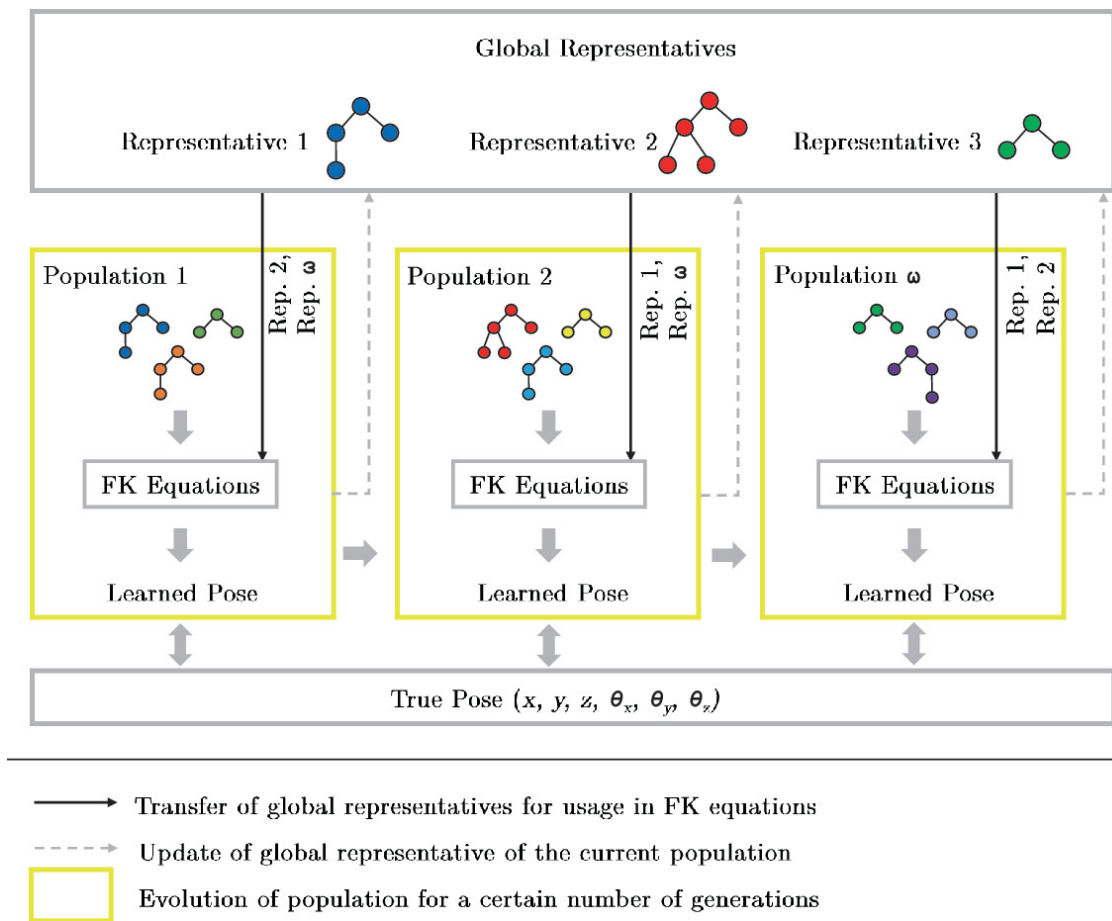 Global Representatives
Representative 1
Representative 2
Representative 3
Population 1
Rep. 2,
Rep. ω
FK Equations
Learned Pose
Population 2
Rep. 1,
Rep. ω
FK Equations
Learned Pose
Population ω
Rep. 1,
Rep. 2
FK Equations
Learned Pose
True Pose (x, y, z, θx, θy, θz)
Transfer of global representatives for usage in FK equations
Update of global representative of the current population
Evolution of population for a certain number of generations